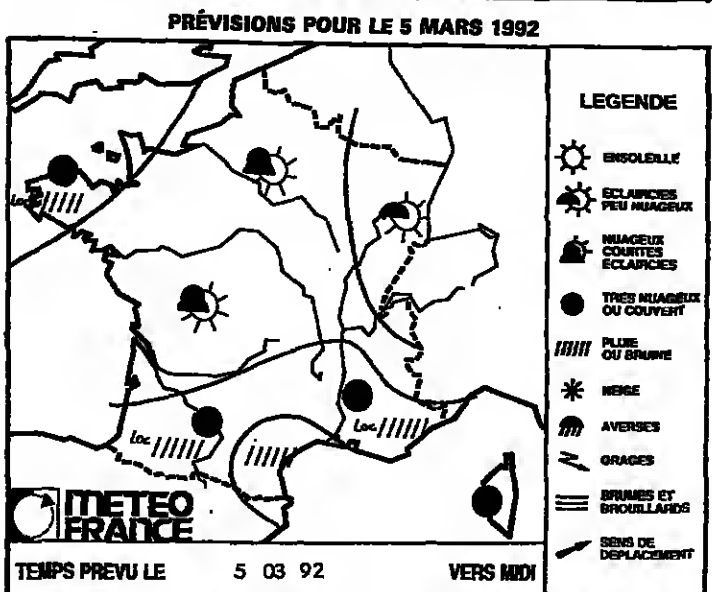 PRÉVISIONS POUR LE 5 MARS 1992
LEGENDE
ENSOLEILLÉ
ECLAIRCIES
PEU NUAGEUX
NUAGEUX
COURTES
ECLAIRCIES
TRES NUAGEUX
OU COUVERT
PLUIE
OU BRUINE
NEIGE
AVERSES
ORAGES
BRUMES ET
BROUILLARDS
SENS DE
DEPLACEMENT
loc
loc
loc
METEO
FRANCE
TEMPS PREVU LE 5 03 92 VERS MIDI